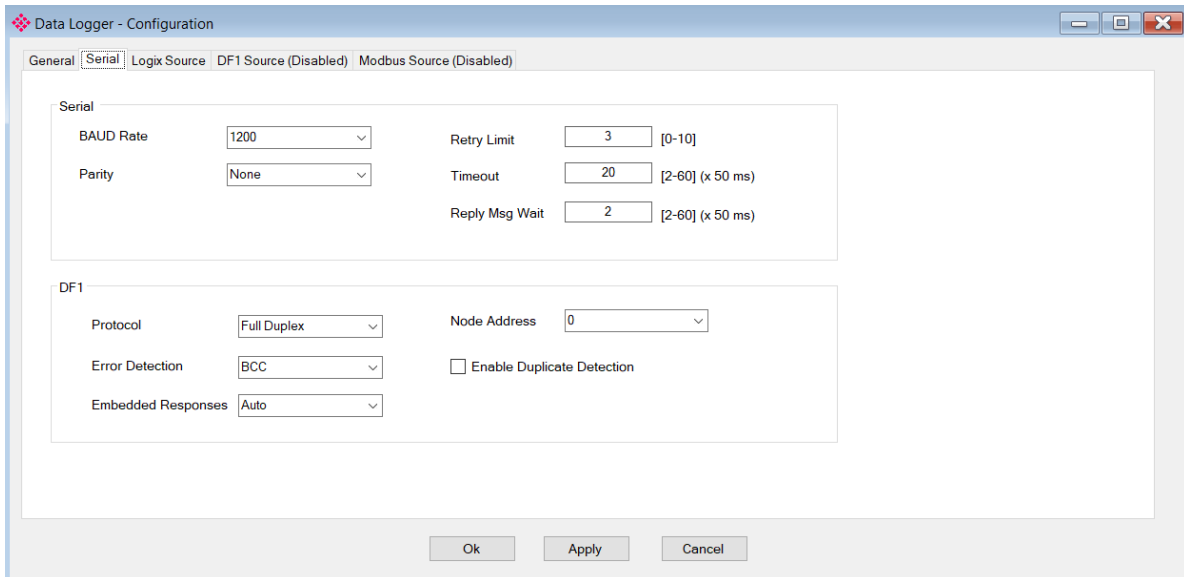 Data Logger - Configuration
General Serial Logix Source DF1 Source (Disabled) Modbus Source (Disabled)
Serial
BAUD Rate 1200 Retry Limit 3 [0-10]
Parity None Timeout 20 [2-60] (x 50 ms)
Reply Msg Wait 2 [2-60] (x 50 ms)
DF1
Protocol Full Duplex Node Address 0
Error Detection BCC Enable Duplicate Detection
Embedded Responses Auto
Ok Apply Cancel